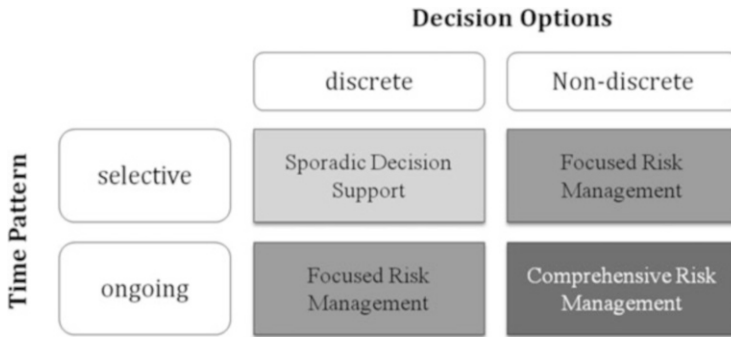 Decision Options
discrete
Non-discrete
Time Pattern
selective
Sporadic Decision
Support
Focused Risk
Management
ongoing
Focused Risk
Management
Comprehensive Risk
Management